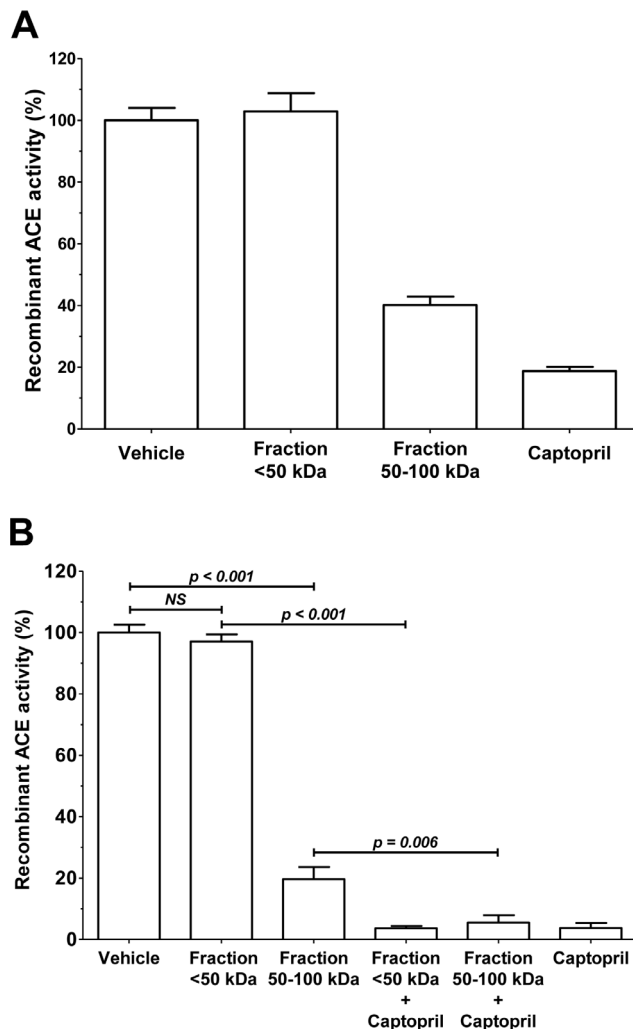 A
Recombinant ACE activity (%)
120
100
80
60
40
20
0
Vehicle
Fraction
<50 kDa
Fraction
50-100 kDa
Captopril
B
Recombinant ACE activity (%)
120
100
80
60
40
20
0
p < 0.001
NS
p < 0.001
p = 0.006
Vehicle
Fraction
<50 kDa
Fraction
50-100 kDa
Fraction
<50 kDa
+
Captopril
Fraction
50-100 kDa
+
Captopril
Captopril